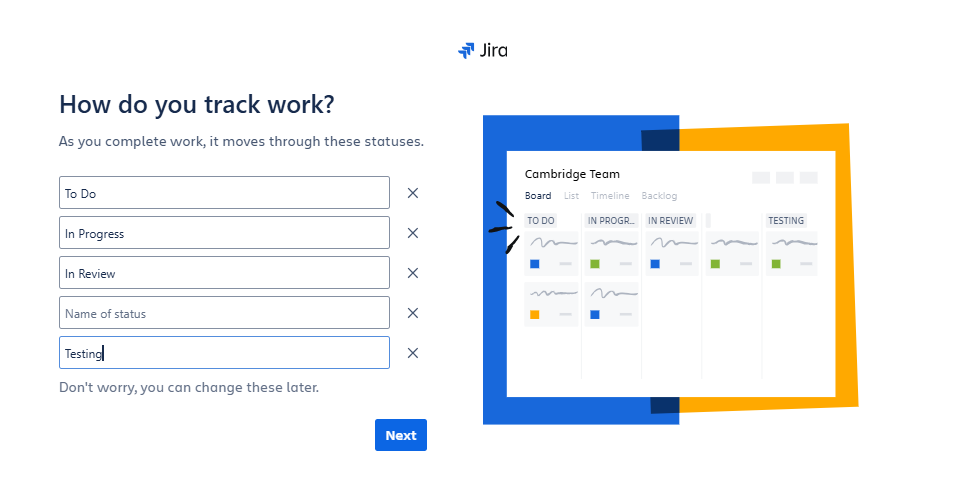 Jira
How do you track work?
As you complete work, it moves through these statuses.
To Do
In Progress
In Review
Name of status
Testing
Don't worry, you can change these later.
Next
Cambridge Team
Board List Timeline Backlog
TO DO IN PROGR... IN REVIEW TESTING